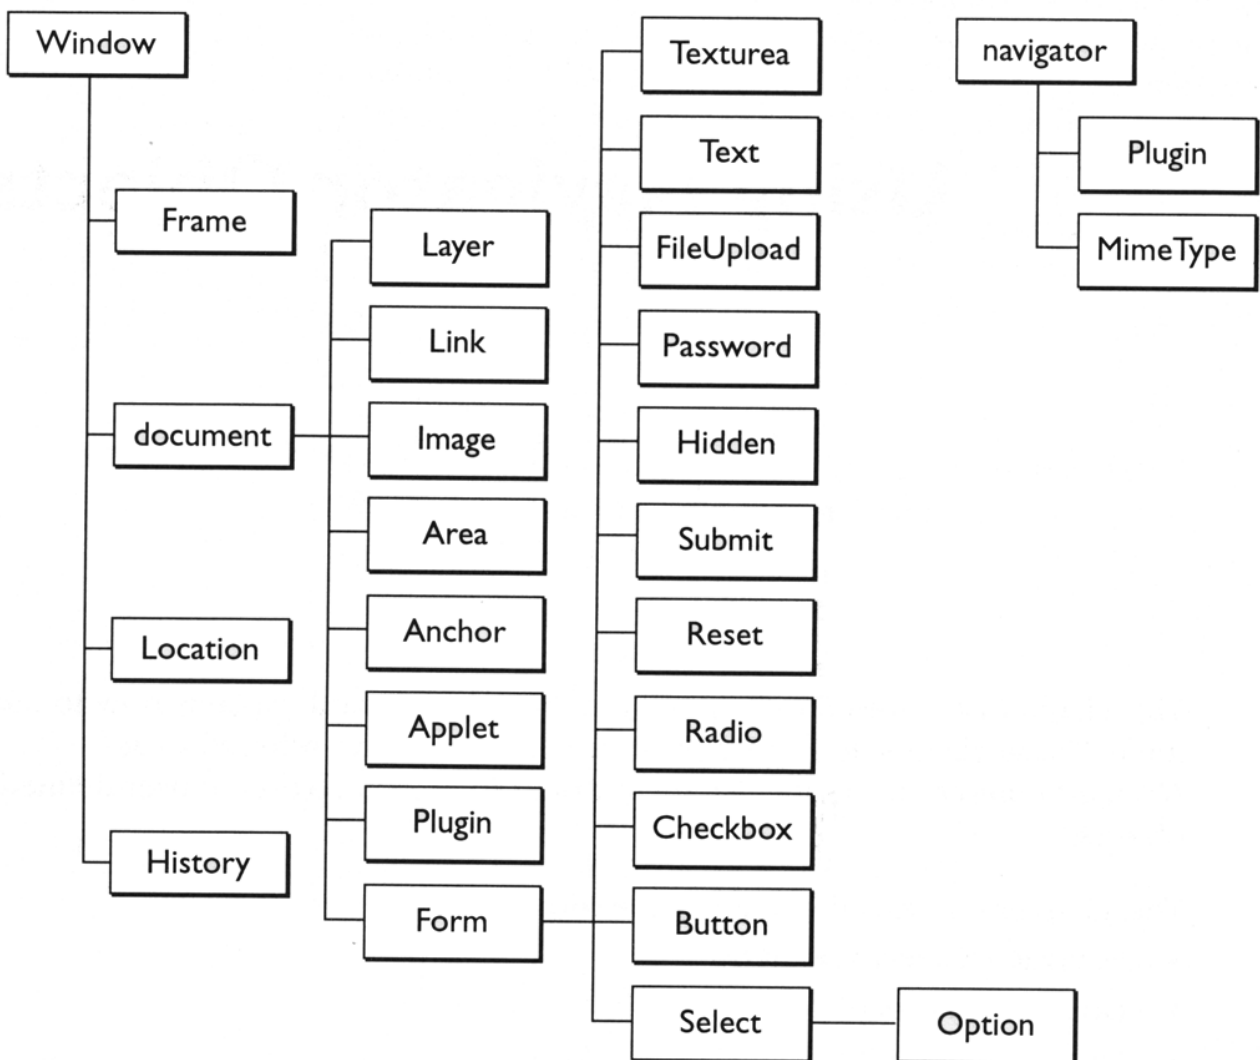 Window
Frame
document
Location
History
Layer
Link
Image
Area
Anchor
Applet
Plugin
Form
Texturea
Text
FileUpload
Password
Hidden
Submit
Reset
Radio
Checkbox
Button
Select
Option
navigator
Plugin
MimeType